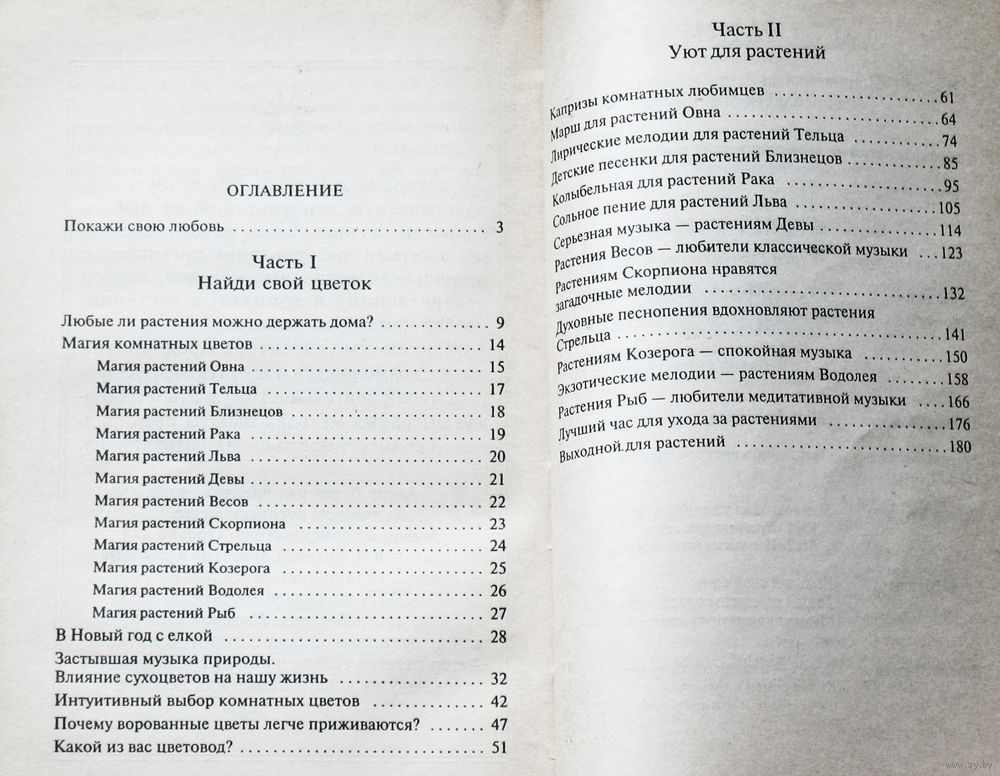 ОГЛАВЛЕНИЕ
Покажи свою любовь . . . . . . . . . . . . . . . . . . . . . . . . . . . . 3
Часть I
Найди свой цветок
Любые ли растения можно держать дома? . . . . . . . . . . . . 9
Магия комнатных цветов . . . . . . . . . . . . . . . . . . . . . . . . 14
Магия растений Овна . . . . . . . . . . . . . . . . . . . . . . . . 15
Магия растений Тельца . . . . . . . . . . . . . . . . . . . . . . 17
Магия растений Близнецов . . . . . . . . . . . . . . . . . . . 18
Магия растений Рака . . . . . . . . . . . . . . . . . . . . . . . . 19
Магия растений Льва . . . . . . . . . . . . . . . . . . . . . . . . 20
Магия растений Девы . . . . . . . . . . . . . . . . . . . . . . . . 21
Магия растений Весов . . . . . . . . . . . . . . . . . . . . . . . 22
Магия растений Скорпиона . . . . . . . . . . . . . . . . . . . 23
Магия растений Стрельца . . . . . . . . . . . . . . . . . . . . 24
Магия растений Козерога . . . . . . . . . . . . . . . . . . . . 25
Магия растений Водолея . . . . . . . . . . . . . . . . . . . . . 26
Магия растений Рыб . . . . . . . . . . . . . . . . . . . . . . . . 27
В Новый год с елкой . . . . . . . . . . . . . . . . . . . . . . . . . . . 28
Застывшая музыка природы.
Влияние сухоцветов на нашу жизнь . . . . . . . . . . . . . . . . 32
Интуитивный выбор комнатных цветов . . . . . . . . . . . . . 42
Почему ворованные цветы легче приживаются? . . . . . . . 47
Какой из вас цветовод? . . . . . . . . . . . . . . . . . . . . . . . . . . 51
Часть II
Уют для растений
Капризы комнатных любимцев . . . . . . . . . . . . . . . . . . . . 61
Марш для растений Овна . . . . . . . . . . . . . . . . . . . . . . . . 64
Лирические мелодии для растений Тельца . . . . . . . . . . . 74
Детские песенки для растений Близнецов . . . . . . . . . . . 85
Колыбельная для растений Рака . . . . . . . . . . . . . . . . . . 95
Сольное пение для растений Льва . . . . . . . . . . . . . . . . . 105
Серьезная музыка — растениям Девы . . . . . . . . . . . . . . 114
Растения Весов — любители классической музыки . . . 123
Растениям Скорпиона нравятся
загадочные мелодии . . . . . . . . . . . . . . . . . . . . . . . . . . . 132
Духовные песнопения вдохновляют растения
Стрельца . . . . . . . . . . . . . . . . . . . . . . . . . . . . . . . . . . . . 141
Растениям Козерога — спокойная музыка . . . . . . . . . . 150
Экзотические мелодии — растениям Водолея . . . . . . . . 158
Растения Рыб — любители медитативной музыки . . . . 166
Лучший час для ухода за растениями . . . . . . . . . . . . . . 176
Выходной для растений . . . . . . . . . . . . . . . . . . . . . . . . 180
www.ay.by